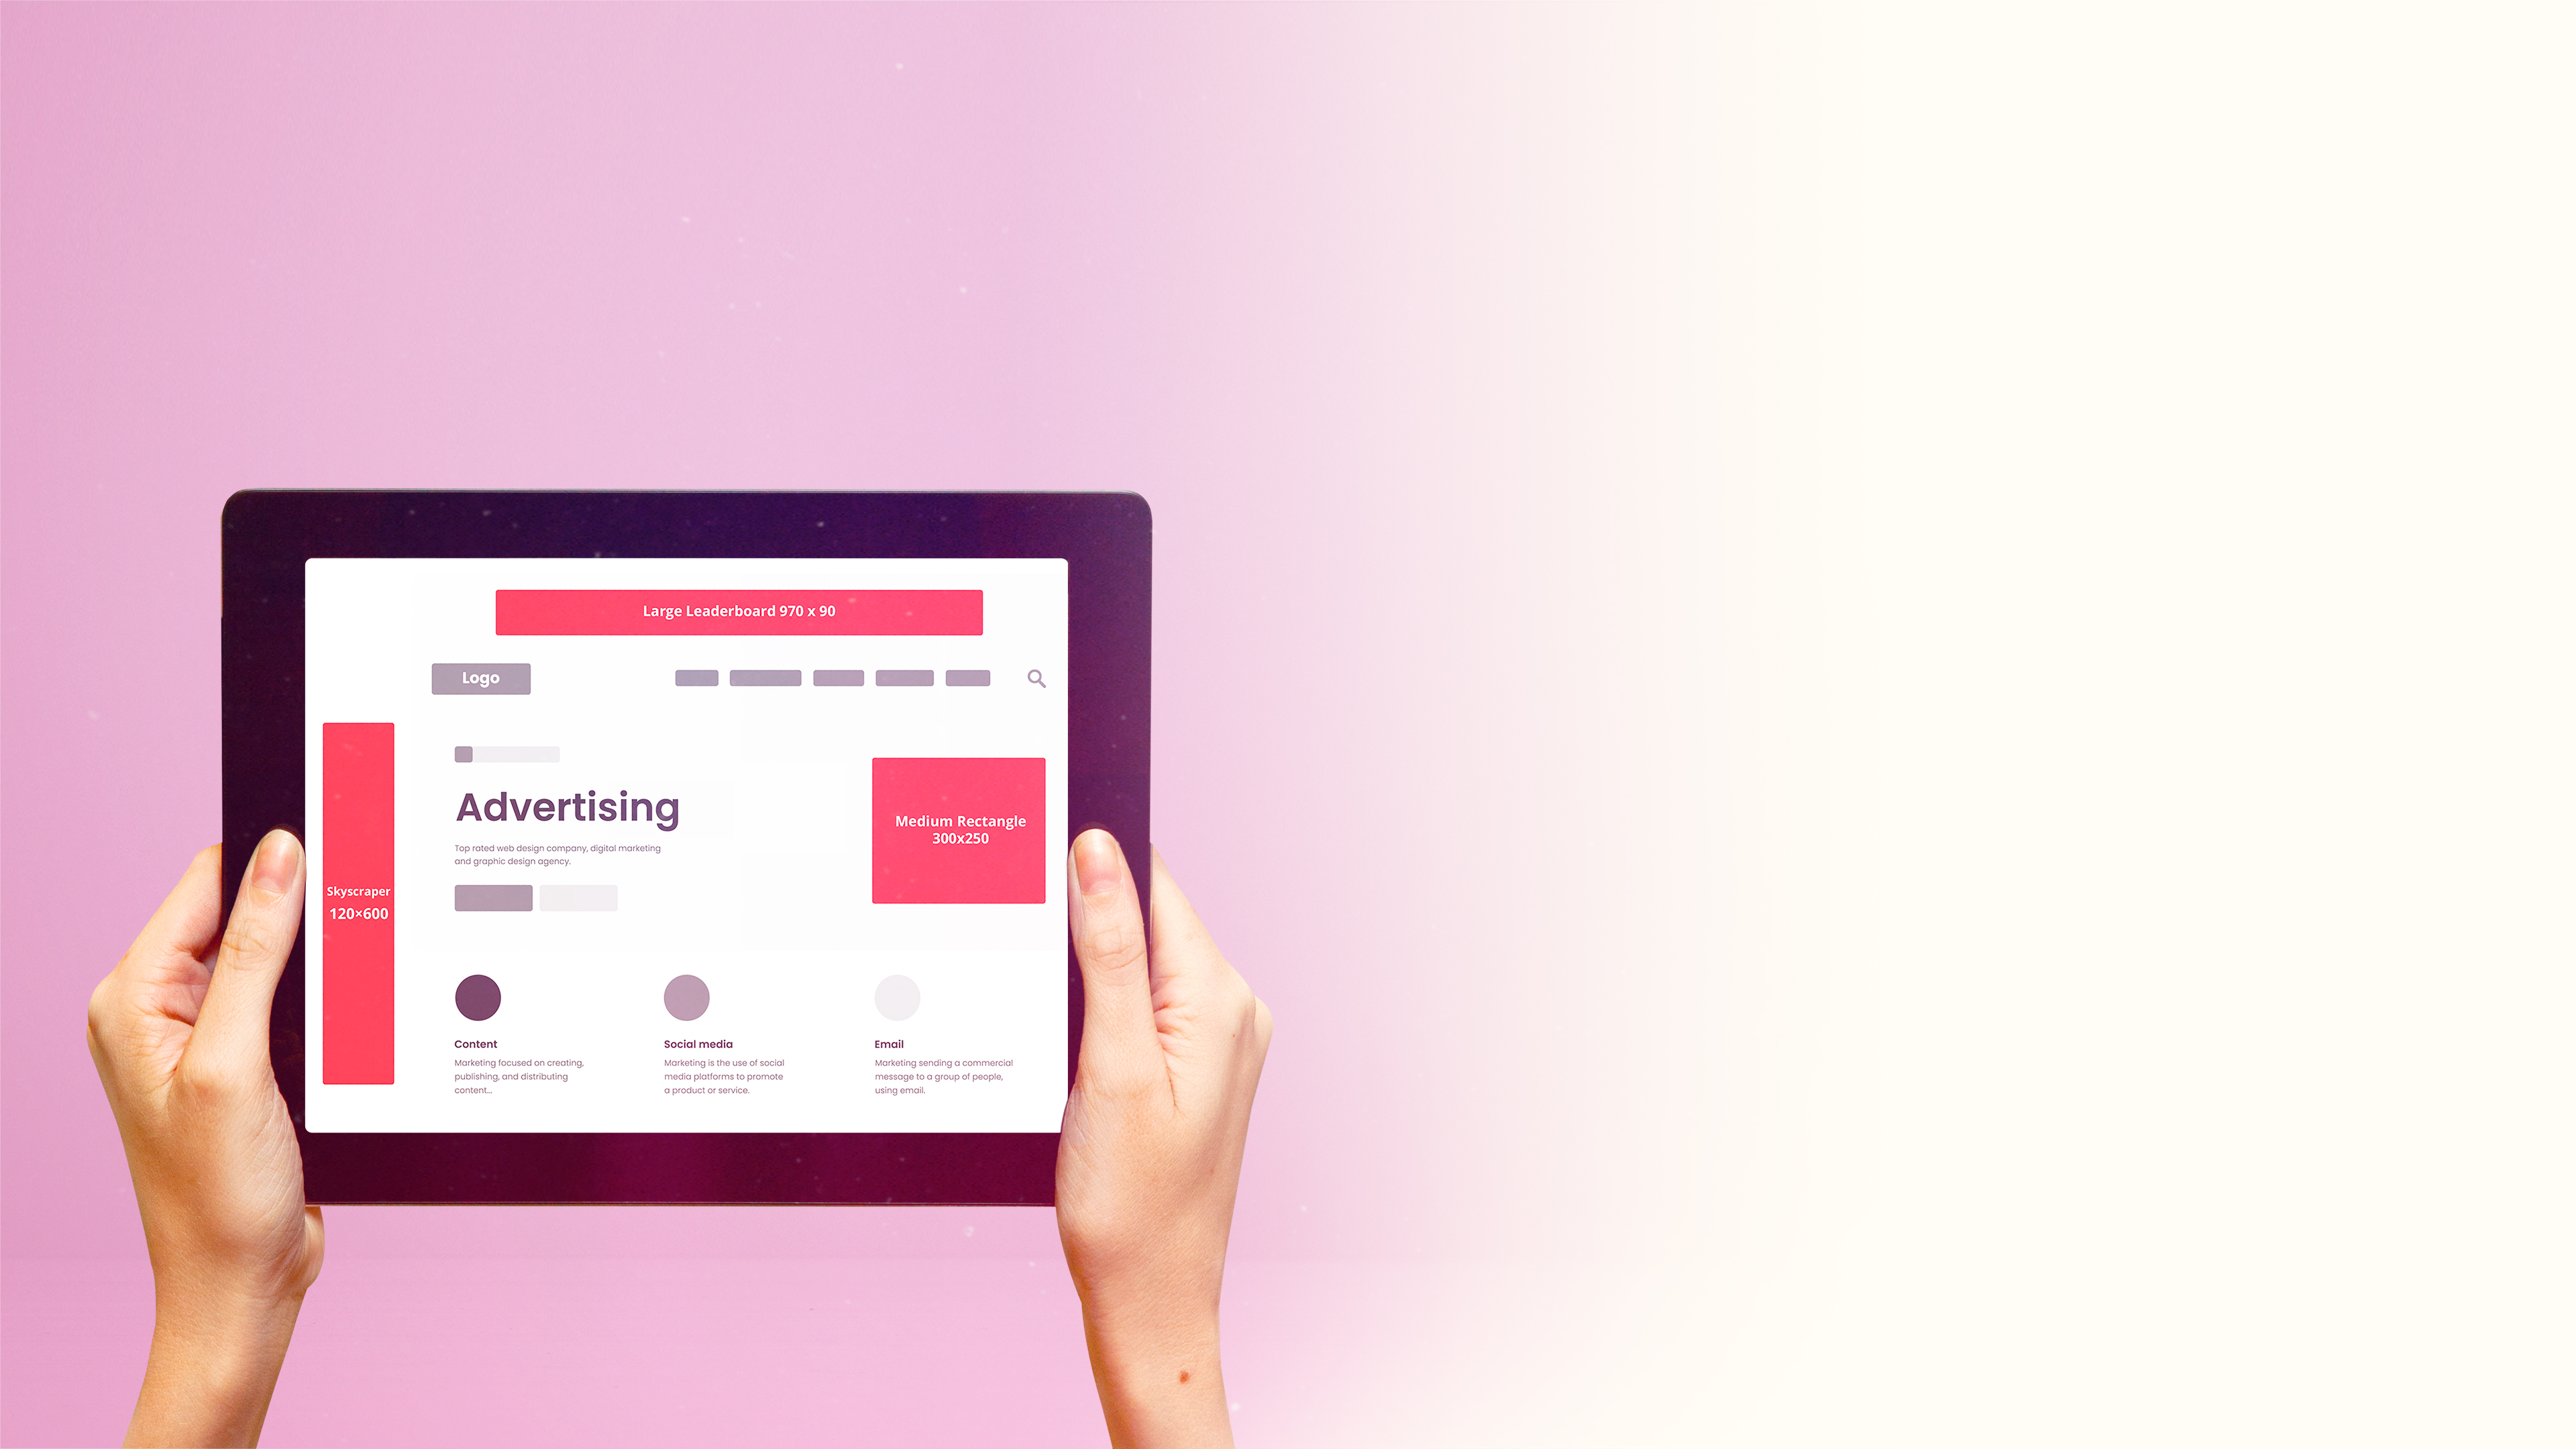 Large Leaderboard 970 x 90
Logo
Skyscraper
120×600
Advertising
Top rated web design company, digital marketing
and graphic design agency.
Medium Rectangle
300x250
Content
Marketing focused on creating,
publishing, and distributing
content...
Social media
Marketing is the use of social
media platforms to promote
a product or service.
Email
Marketing sending a commercial
message to a group of people,
using email.